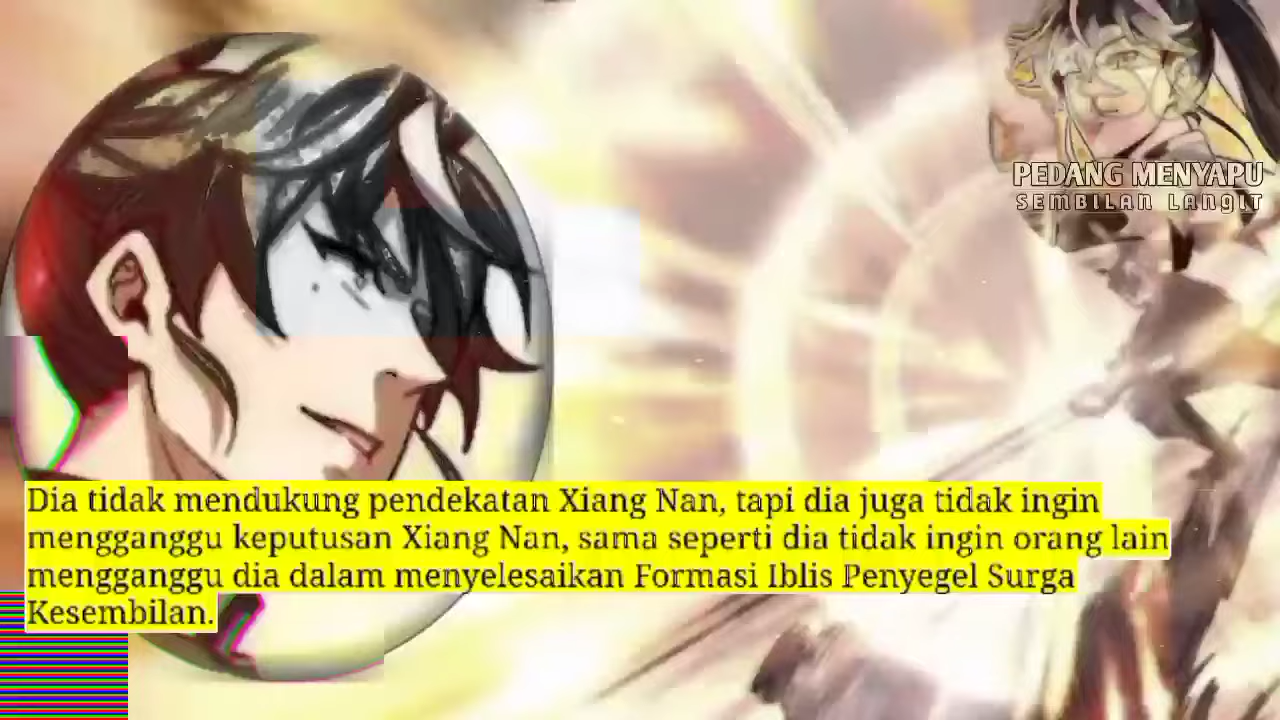 PEDANG MENYAPU
SEMBILAN LANGIT
Dia tidak mendukung pendekatan Xiang Nan, tapi dia juga tidak ingin
mengganggu keputusan Xiang Nan, sama seperti dia tidak ingin orang lain
mengganggu dia dalam menyelesaikan Formasi Iblis Penyegel Surga
Kesembilan.